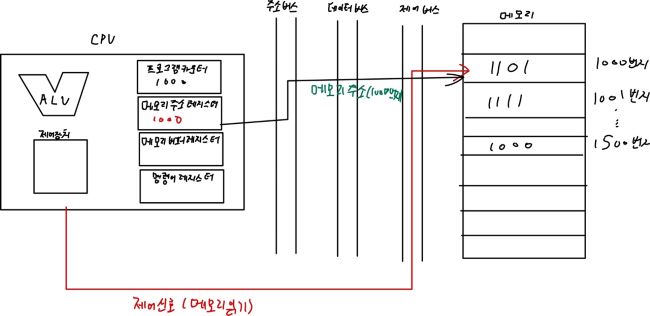 주소버스
데이터버스
제어버스
메모리
CPU
ALU
제어장치
프로그램카운터
1000
메모리 주소 레지스터
1000
메모리 버퍼 레지스터
명령어 레지스터
메모리 주소(1000번지)
1101
1000번지
1111
1001번지
1000
1500번지
제어신호 (메모리 읽기)